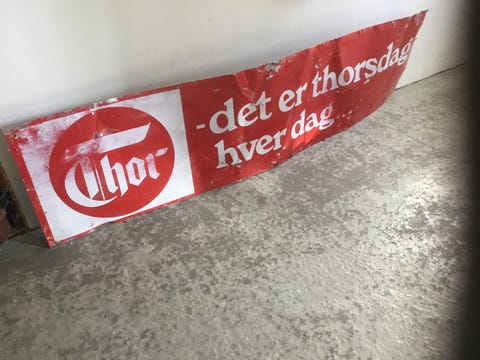 Thor
-det er thorsdag
hver dag...